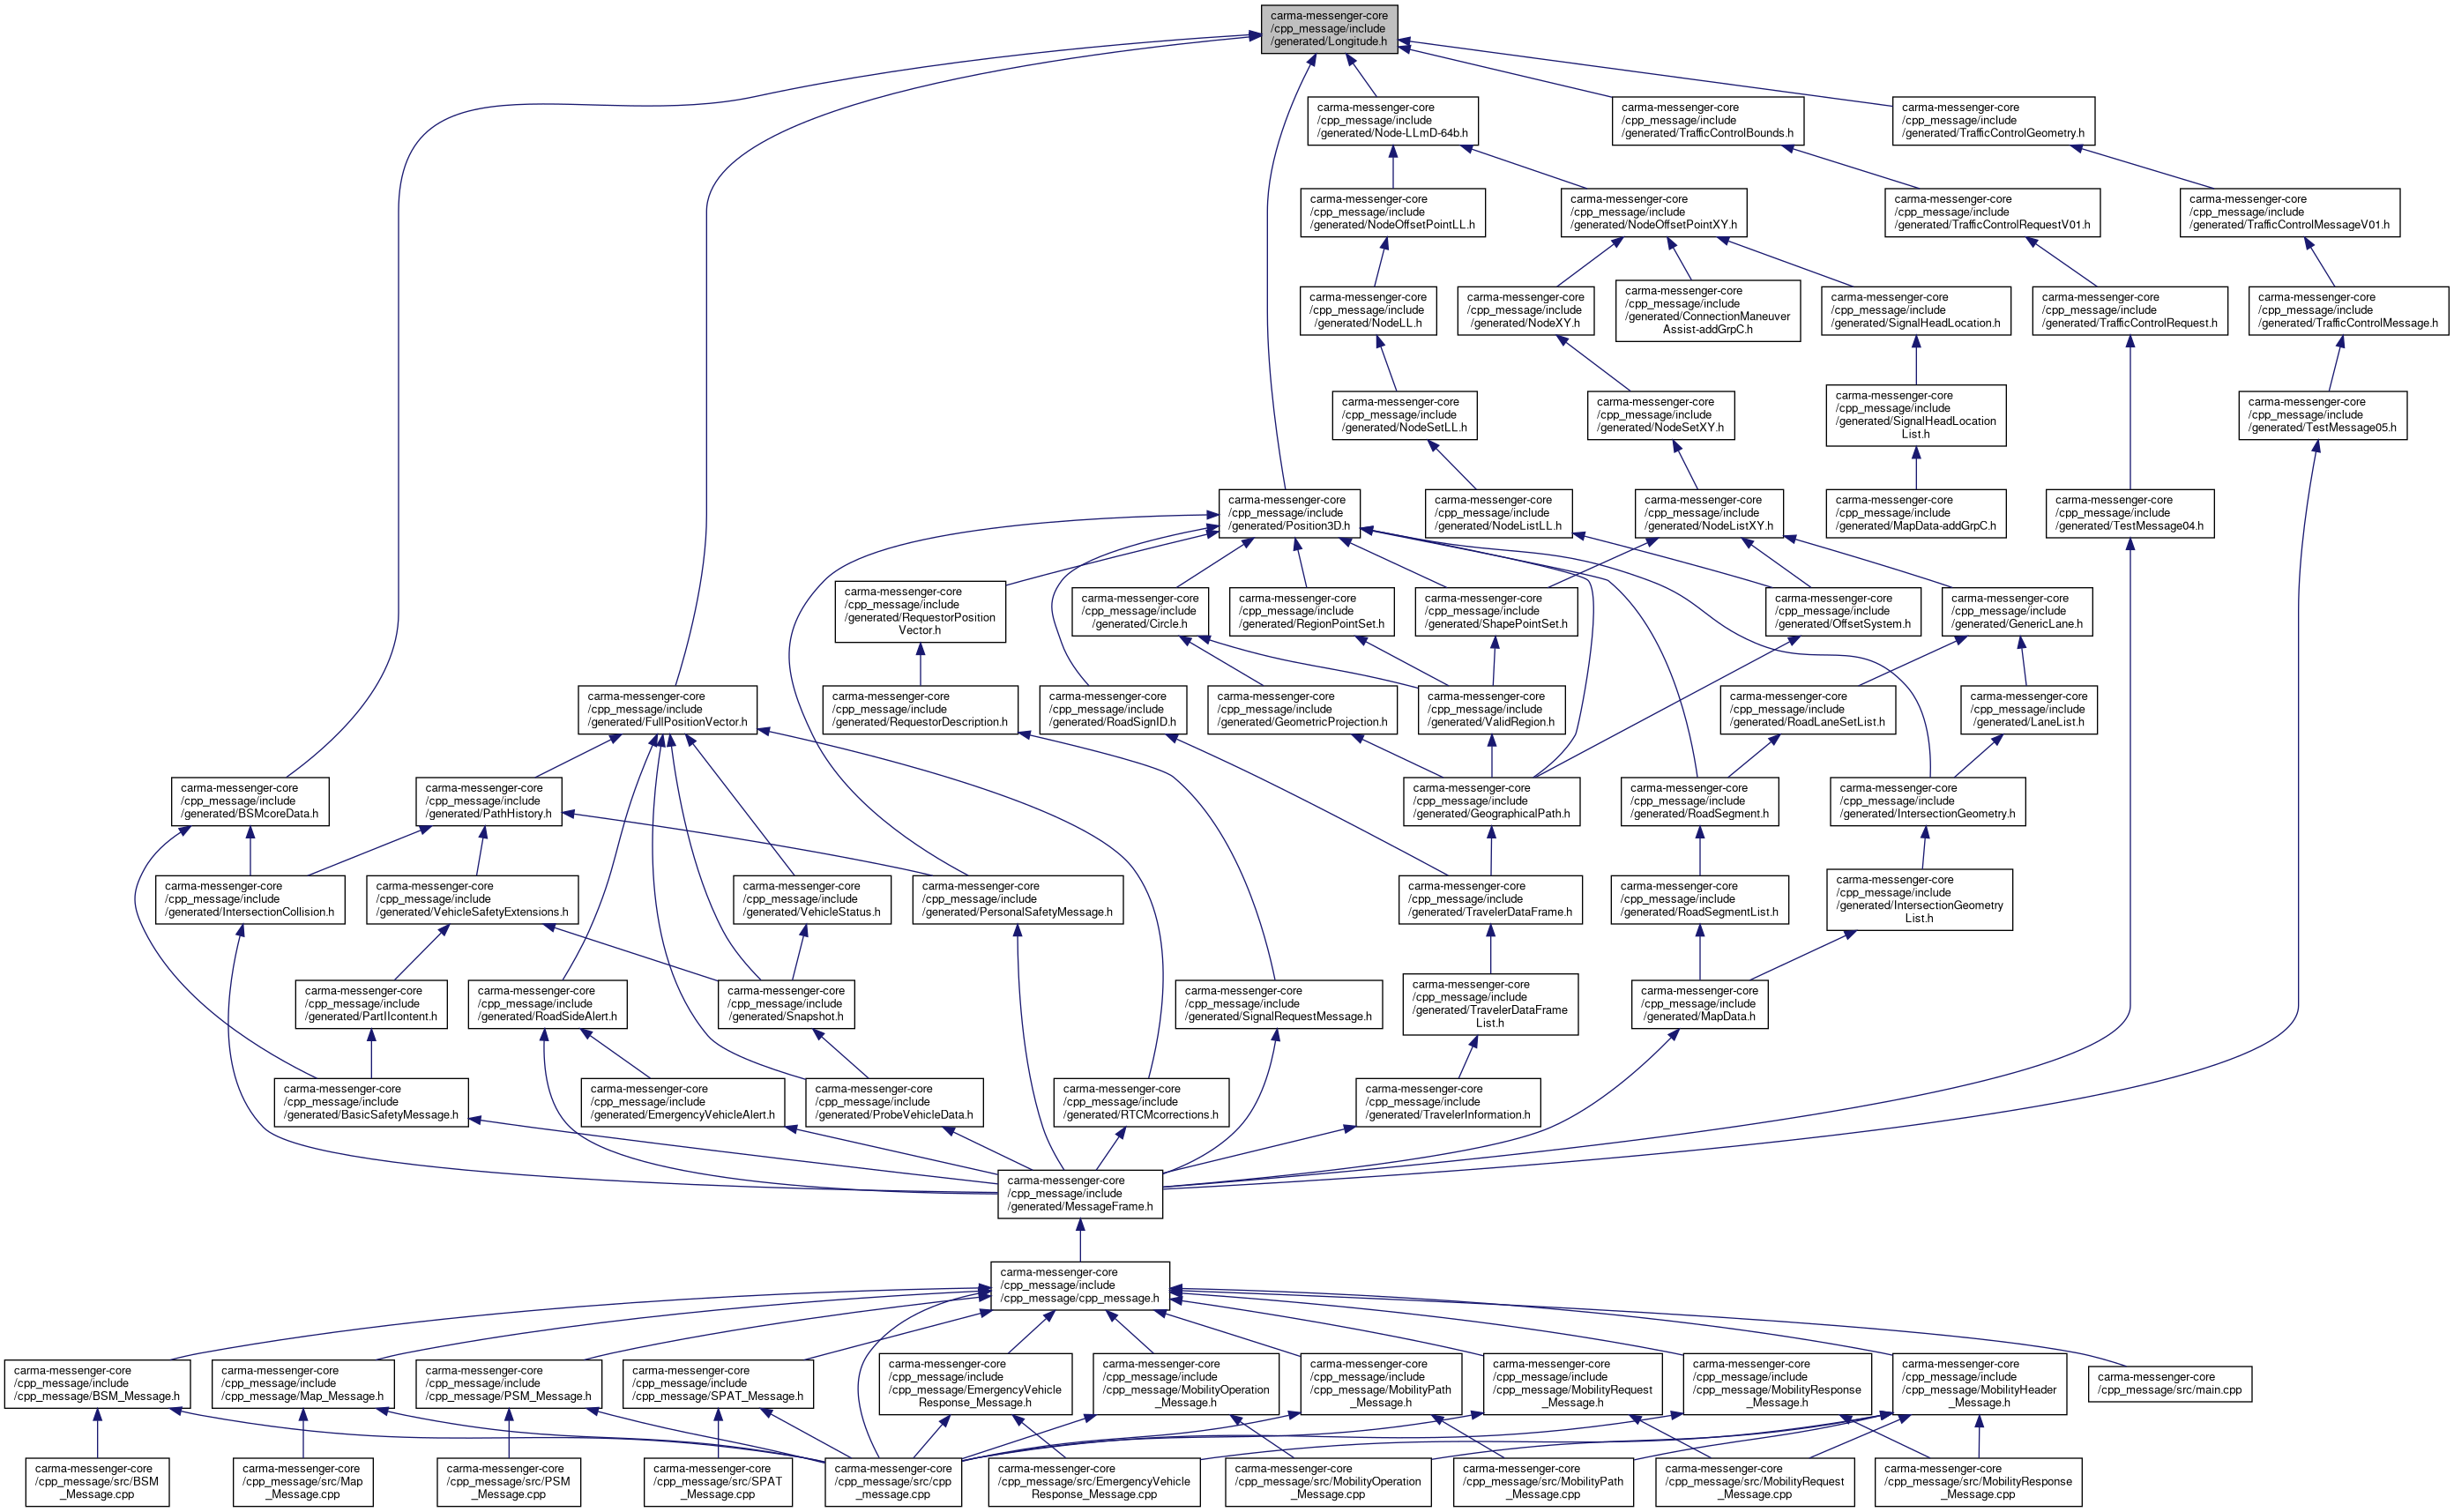 carma-messenger-core
/cpp_message/include
/generated/Longitude.h
carma-messenger-core
/cpp_message/include
/generated/Node-LLmD-64b.h
carma-messenger-core
/cpp_message/include
/generated/TrafficControlBounds.h
carma-messenger-core
/cpp_message/include
/generated/TrafficControlGeometry.h
carma-messenger-core
/cpp_message/include
/generated/NodeOffsetPointLL.h
carma-messenger-core
/cpp_message/include
/generated/NodeOffsetPointXY.h
carma-messenger-core
/cpp_message/include
/generated/TrafficControlRequestV01.h
carma-messenger-core
/cpp_message/include
/generated/TrafficControlMessageV01.h
carma-messenger-core
/cpp_message/include
/generated/NodeLL.h
carma-messenger-core
/cpp_message/include
/generated/NodeXY.h
carma-messenger-core
/cpp_message/include
/generated/ConnectionManeuver
Assist-addGrpC.h
carma-messenger-core
/cpp_message/include
/generated/SignalHeadLocation.h
carma-messenger-core
/cpp_message/include
/generated/TrafficControlRequest.h
carma-messenger-core
/cpp_message/include
/generated/TrafficControlMessage.h
carma-messenger-core
/cpp_message/include
/generated/NodeSetLL.h
carma-messenger-core
/cpp_message/include
/generated/NodeSetXY.h
carma-messenger-core
/cpp_message/include
/generated/SignalHeadLocation
List.h
carma-messenger-core
/cpp_message/include
/generated/TestMessage05.h
carma-messenger-core
/cpp_message/include
/generated/Position3D.h
carma-messenger-core
/cpp_message/include
/generated/NodeListLL.h
carma-messenger-core
/cpp_message/include
/generated/NodeListXY.h
carma-messenger-core
/cpp_message/include
/generated/MapData-addGrpC.h
carma-messenger-core
/cpp_message/include
/generated/TestMessage04.h
carma-messenger-core
/cpp_message/include
/generated/RequestorPosition
Vector.h
carma-messenger-core
/cpp_message/include
/generated/Circle.h
carma-messenger-core
/cpp_message/include
/generated/RegionPointSet.h
carma-messenger-core
/cpp_message/include
/generated/ShapePointSet.h
carma-messenger-core
/cpp_message/include
/generated/OffsetSystem.h
carma-messenger-core
/cpp_message/include
/generated/GenericLane.h
carma-messenger-core
/cpp_message/include
/generated/FullPositionVector.h
carma-messenger-core
/cpp_message/include
/generated/RequestorDescription.h
carma-messenger-core
/cpp_message/include
/generated/RoadSignID.h
carma-messenger-core
/cpp_message/include
/generated/GeometricProjection.h
carma-messenger-core
/cpp_message/include
/generated/ValidRegion.h
carma-messenger-core
/cpp_message/include
/generated/RoadLaneSetList.h
carma-messenger-core
/cpp_message/include
/generated/LaneList.h
carma-messenger-core
/cpp_message/include
/generated/BSMcoreData.h
carma-messenger-core
/cpp_message/include
/generated/PathHistory.h
carma-messenger-core
/cpp_message/include
/generated/GeographicalPath.h
carma-messenger-core
/cpp_message/include
/generated/RoadSegment.h
carma-messenger-core
/cpp_message/include
/generated/IntersectionGeometry.h
carma-messenger-core
/cpp_message/include
/generated/IntersectionCollision.h
carma-messenger-core
/cpp_message/include
/generated/VehicleSafetyExtensions.h
carma-messenger-core
/cpp_message/include
/generated/VehicleStatus.h
carma-messenger-core
/cpp_message/include
/generated/PersonalSafetyMessage.h
carma-messenger-core
/cpp_message/include
/generated/TravelerDataFrame.h
carma-messenger-core
/cpp_message/include
/generated/RoadSegmentList.h
carma-messenger-core
/cpp_message/include
/generated/IntersectionGeometry
List.h
carma-messenger-core
/cpp_message/include
/generated/PartIIcontent.h
carma-messenger-core
/cpp_message/include
/generated/RoadSideAlert.h
carma-messenger-core
/cpp_message/include
/generated/Snapshot.h
carma-messenger-core
/cpp_message/include
/generated/SignalRequestMessage.h
carma-messenger-core
/cpp_message/include
/generated/TravelerDataFrame
List.h
carma-messenger-core
/cpp_message/include
/generated/MapData.h
carma-messenger-core
/cpp_message/include
/generated/BasicSafetyMessage.h
carma-messenger-core
/cpp_message/include
/generated/EmergencyVehicleAlert.h
carma-messenger-core
/cpp_message/include
/generated/ProbeVehicleData.h
carma-messenger-core
/cpp_message/include
/generated/RTCMcorrections.h
carma-messenger-core
/cpp_message/include
/generated/TravelerInformation.h
carma-messenger-core
/cpp_message/include
/generated/MessageFrame.h
carma-messenger-core
/cpp_message/include
/cpp_message/cpp_message.h
carma-messenger-core
/cpp_message/include
/cpp_message/BSM_Message.h
carma-messenger-core
/cpp_message/include
/cpp_message/Map_Message.h
carma-messenger-core
/cpp_message/include
/cpp_message/PSM_Message.h
carma-messenger-core
/cpp_message/include
/cpp_message/SPAT_Message.h
carma-messenger-core
/cpp_message/include
/cpp_message/EmergencyVehicle
Response_Message.h
carma-messenger-core
/cpp_message/include
/cpp_message/MobilityOperation
_Message.h
carma-messenger-core
/cpp_message/include
/cpp_message/MobilityPath
_Message.h
carma-messenger-core
/cpp_message/include
/cpp_message/MobilityRequest
_Message.h
carma-messenger-core
/cpp_message/include
/cpp_message/MobilityResponse
_Message.h
carma-messenger-core
/cpp_message/include
/cpp_message/MobilityHeader
_Message.h
carma-messenger-core
/cpp_message/src/main.cpp
carma-messenger-core
/cpp_message/src/BSM
_Message.cpp
carma-messenger-core
/cpp_message/src/Map
_Message.cpp
carma-messenger-core
/cpp_message/src/PSM
_Message.cpp
carma-messenger-core
/cpp_message/src/SPAT
_Message.cpp
carma-messenger-core
/cpp_message/src/cpp
_message.cpp
carma-messenger-core
/cpp_message/src/EmergencyVehicle
Response_Message.cpp
carma-messenger-core
/cpp_message/src/MobilityOperation
_Message.cpp
carma-messenger-core
/cpp_message/src/MobilityPath
_Message.cpp
carma-messenger-core
/cpp_message/src/MobilityRequest
_Message.cpp
carma-messenger-core
/cpp_message/src/MobilityResponse
_Message.cpp